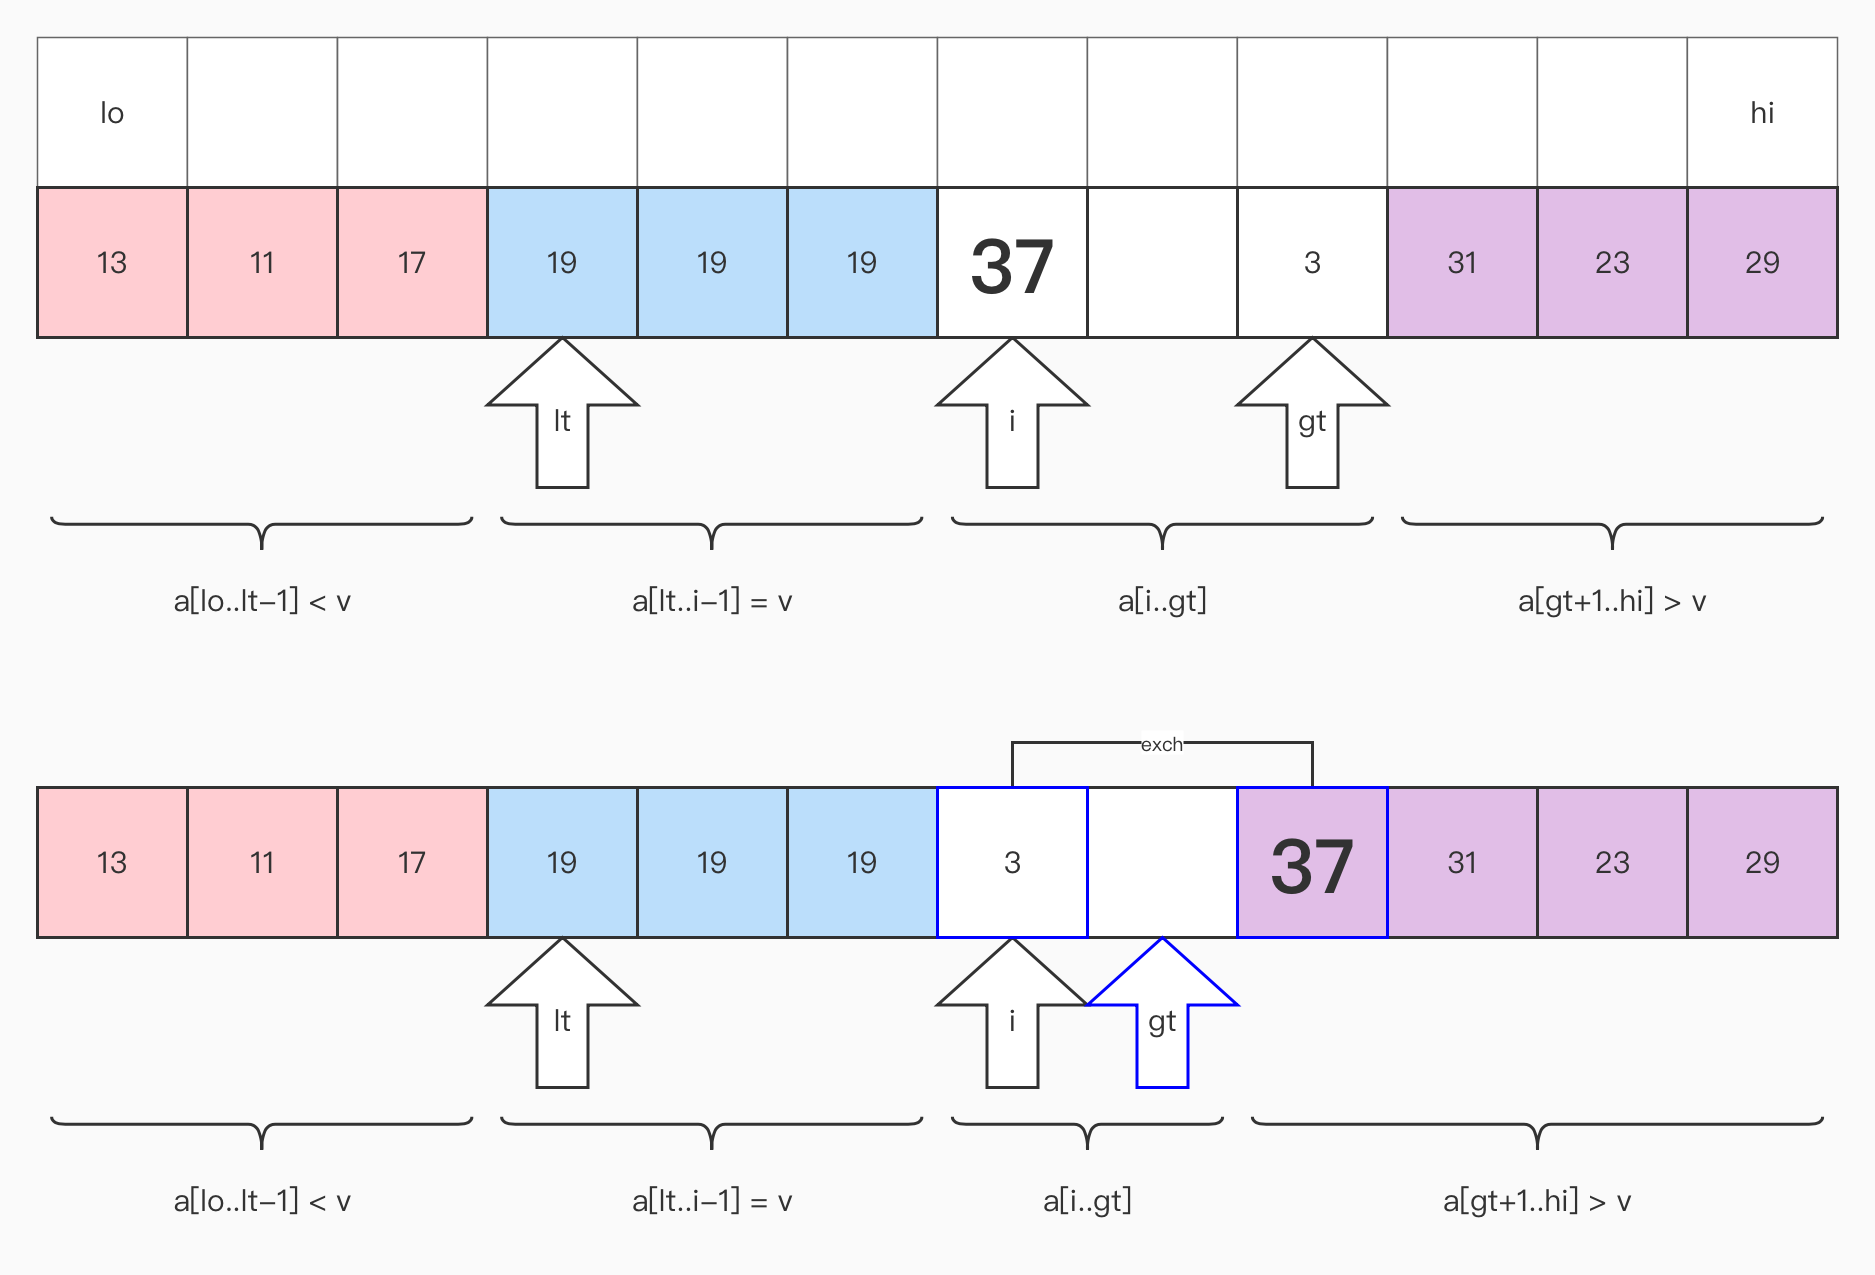 lo hi
13 11 17 19 19 19 37 3 31 23 29
lt i gt
a[lo..lt−1] < v a[lt..i−1] = v a[i..gt] a[gt+1..hi] > v
exch
13 11 17 19 19 19 3 37 31 23 29
lt i gt
a[lo..lt−1] < v a[lt..i−1] = v a[i..gt] a[gt+1..hi] > v